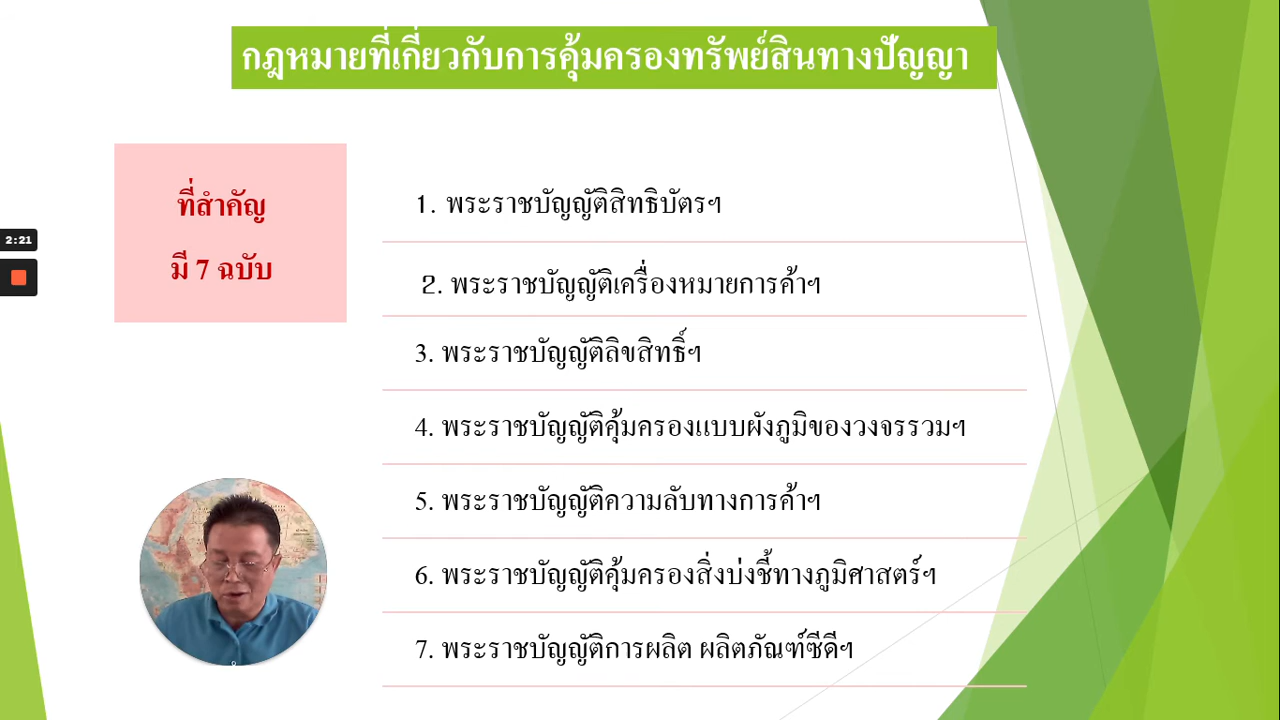 กฎหมายที่เกี่ยวกับการคุ้มครองทรัพย์สินทางปัญญา
ที่สำคัญ
มี 7 ฉบับ
1. พระราชบัญญัติสิทธิบัตรฯ
2. พระราชบัญญัติเครื่องหมายการค้าฯ
3. พระราชบัญญัติลิขสิทธิ์ฯ
4. พระราชบัญญัติคุ้มครองแบบผังภูมิของวงจรรวมฯ
5. พระราชบัญญัติความลับทางการค้าฯ
6. พระราชบัญญัติคุ้มครองสิ่งบ่งชี้ทางภูมิศาสตร์ฯ
7. พระราชบัญญัติการผลิต ผลิตภัณฑ์ซีดีฯ
2:21